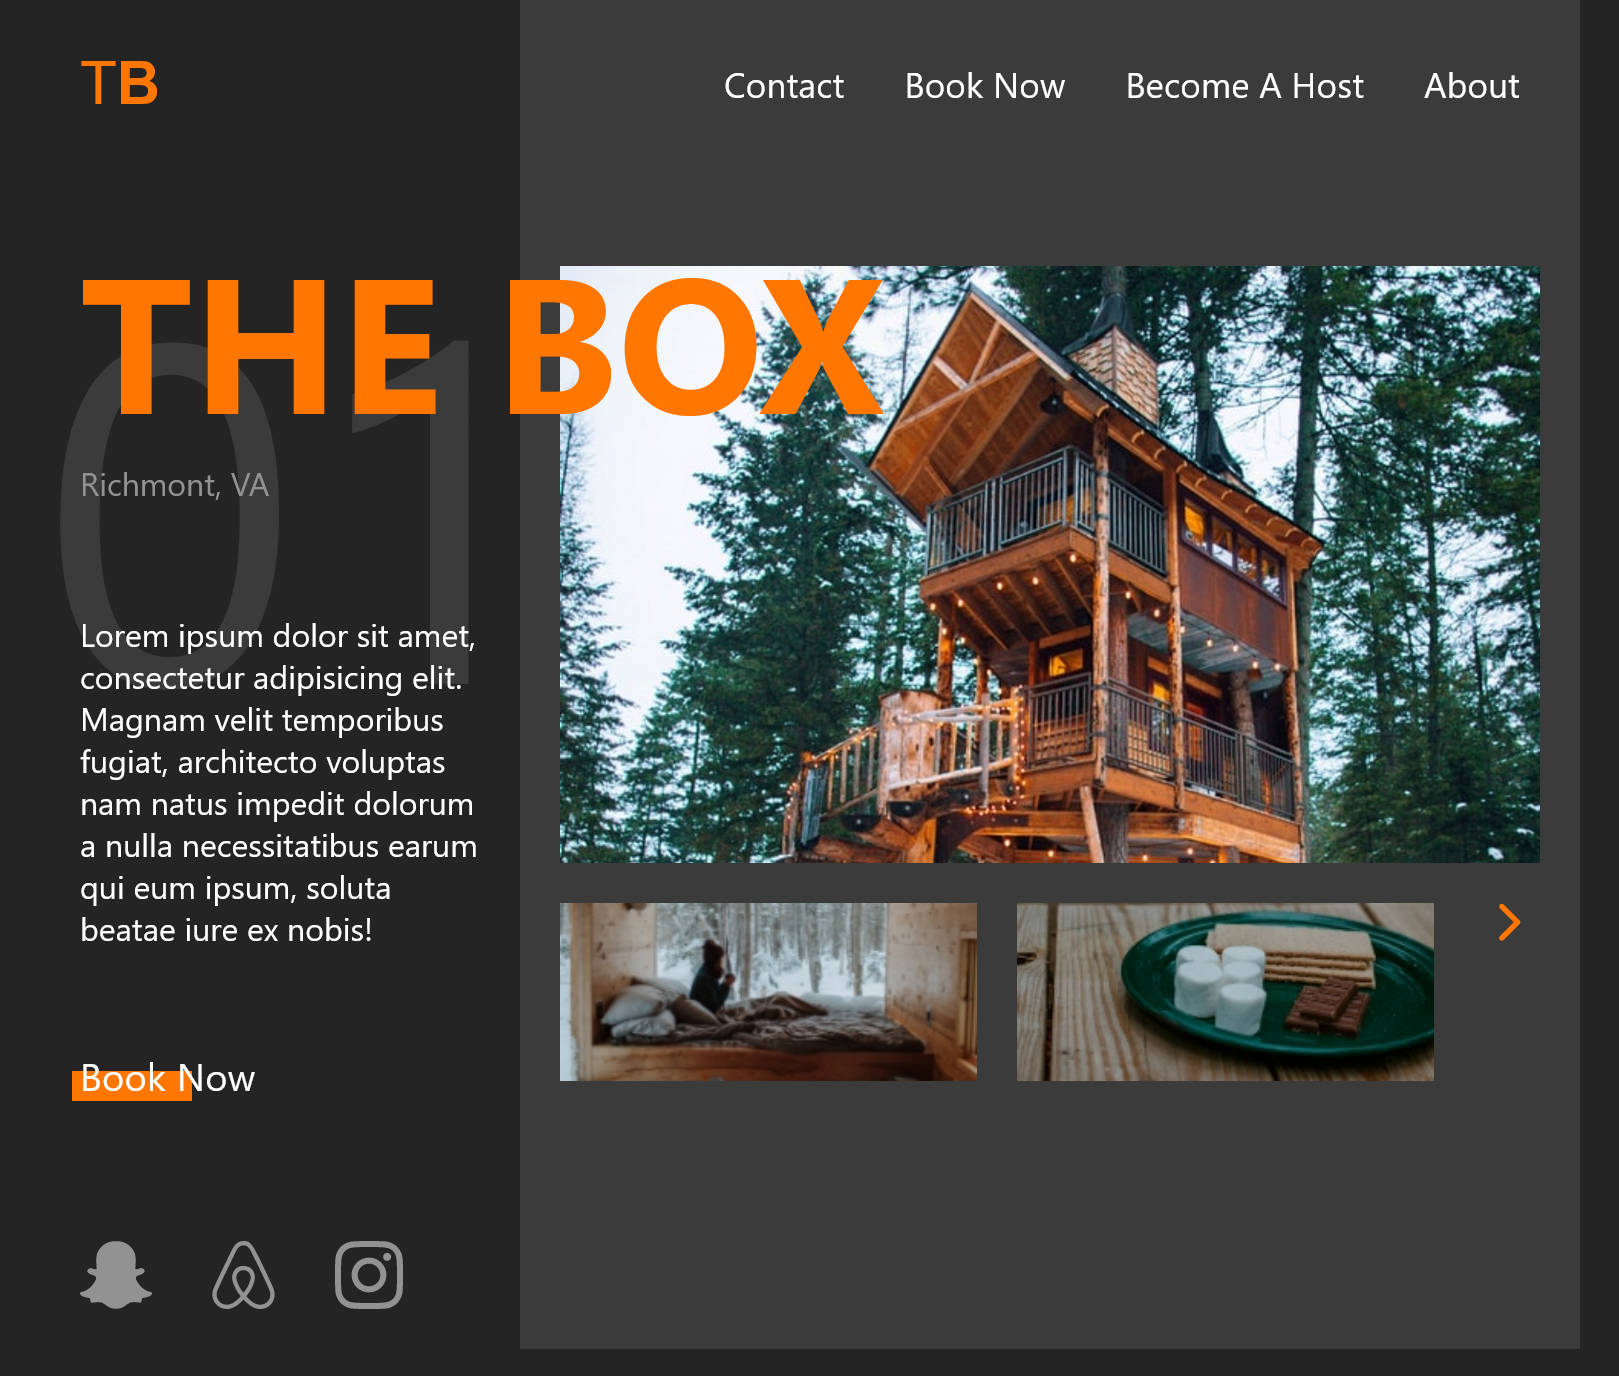 TB
Contact Book Now Become A Host About
THE BOX
01
Richmont, VA
Lorem ipsum dolor sit amet,
consectetur adipisicing elit.
Magnam velit temporibus
fugiat, architecto voluptas
nam natus impedit dolorum
a nulla necessitatibus earum
qui eum ipsum, soluta
beatae iure ex nobis!
Book Now